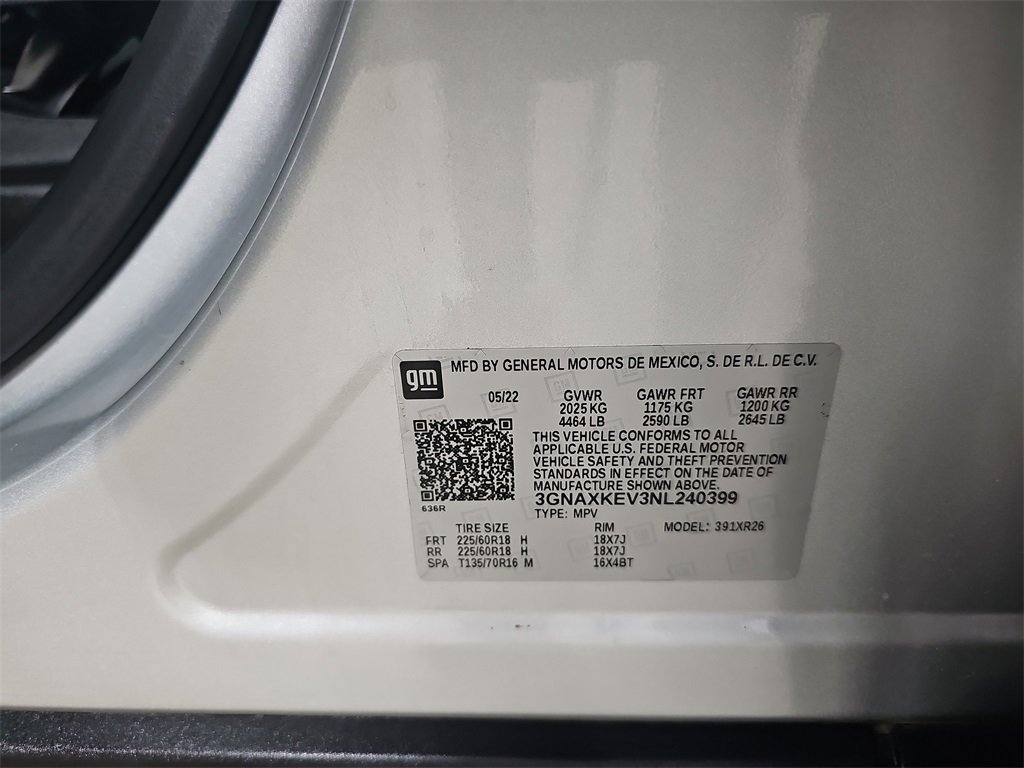 gm MFD BY GENERAL MOTORS DE MEXICO, S. DE R.L. DE C.V.
05/22 GVWR GAWR FRT GAWR RR
2025 KG 1175 KG 1200 KG
4464 LB 2590 LB 2645 LB
THIS VEHICLE CONFORMS TO ALL
APPLICABLE U.S. FEDERAL MOTOR
VEHICLE SAFETY AND THEFT PREVENTION
STANDARDS IN EFFECT ON THE DATE OF
MANUFACTURE SHOWN ABOVE.
3GNAXKEV3NL240399
636R TYPE: MPV
TIRE SIZE RIM MODEL: 391XR26
FRT 225/60R18 H 18X7J
RR 225/60R18 H 18X7J
SPA T135/70R16 M 16X4BT